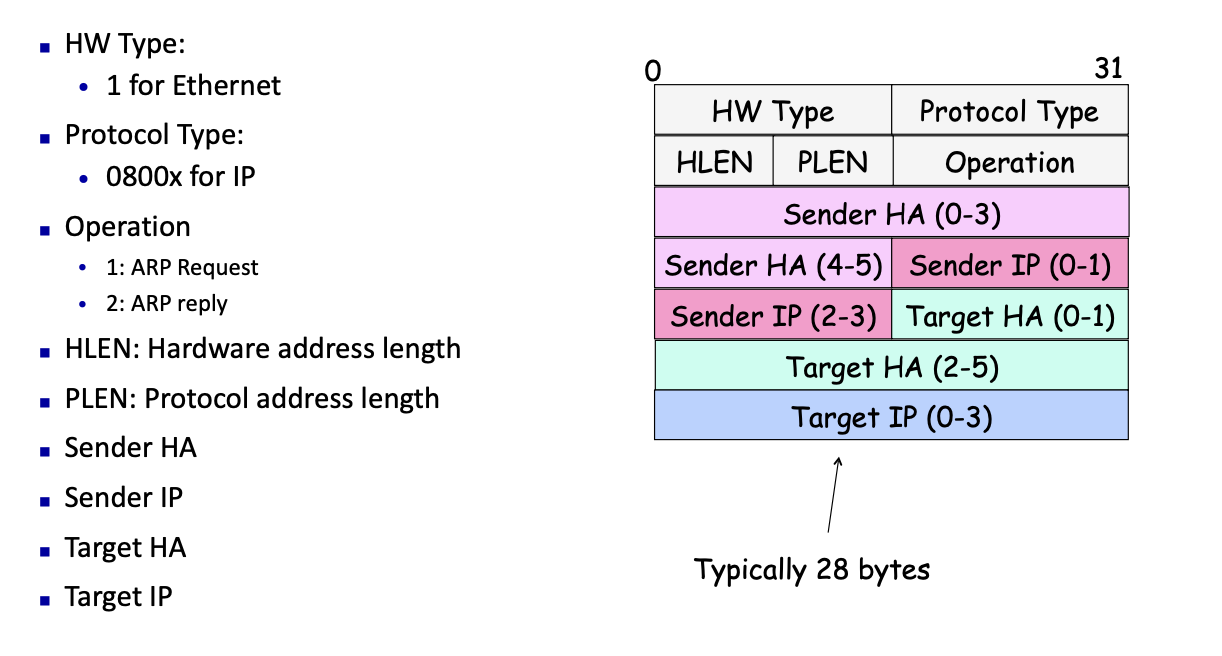 HW Type:
1 for Ethernet
Protocol Type:
0800x for IP
Operation
1: ARP Request
2: ARP reply
HLEN: Hardware address length
PLEN: Protocol address length
Sender HA
Sender IP
Target HA
Target IP
0 31
HW Type Protocol Type
HLEN PLEN Operation
Sender HA (0-3)
Sender HA (4-5) Sender IP (0-1)
Sender IP (2-3) Target HA (0-1)
Target HA (2-5)
Target IP (0-3)
Typically 28 bytes